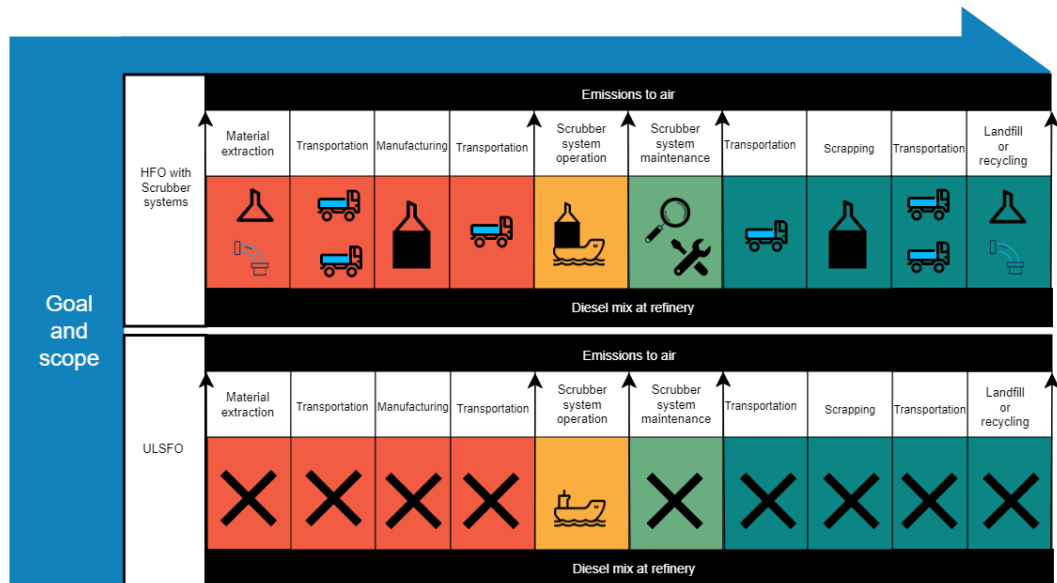 Goal
and
scope
HFO with
Scrubber
systems
Emissions to air
Material
extraction
Transportation
Manufacturing
Transportation
Scrubber
system
operation
Scrubber
system
maintenance
Transportation
Scrapping
Transportation
Landfill
or
recycling
Diesel mix at refinery
ULSFO
Emissions to air
Material
extraction
Transportation
Manufacturing
Transportation
Scrubber
system
operation
Scrubber
system
maintenance
Transportation
Scrapping
Transportation
Landfill
or
recycling
Diesel mix at refinery